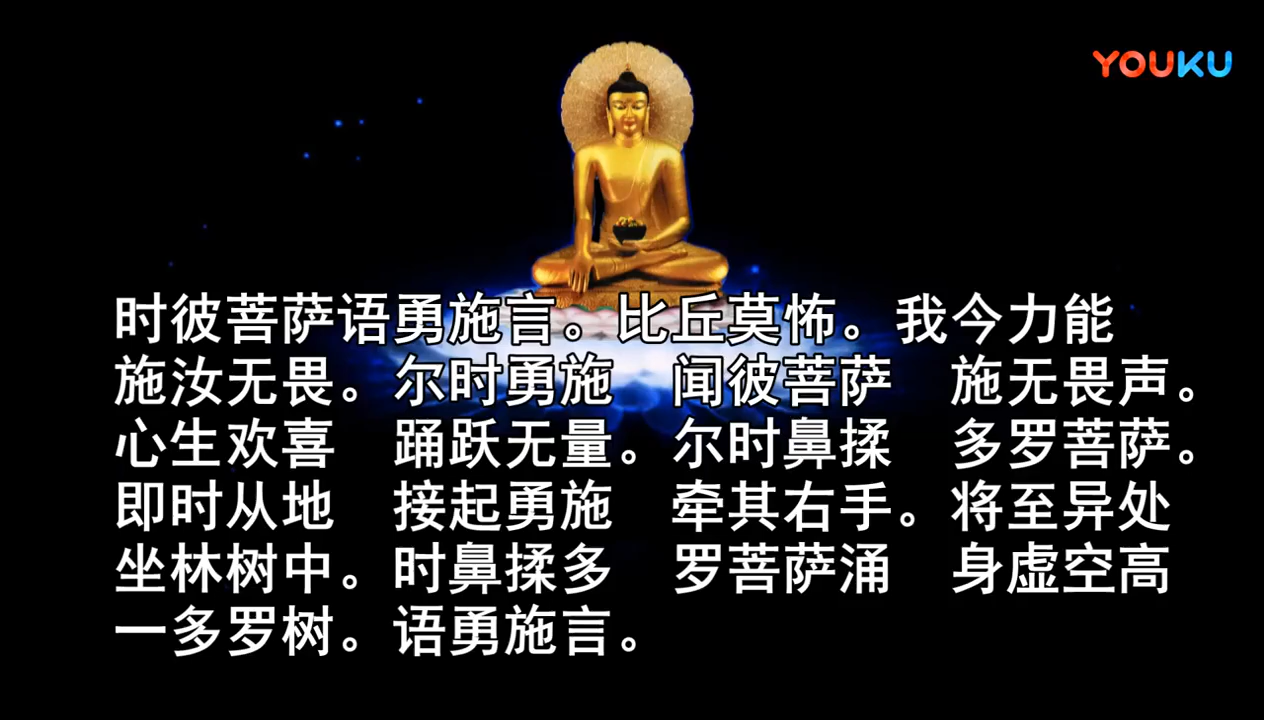 YOUKU
时彼菩萨语勇施言。比丘莫怖。我今力能
施汝无畏。尔时勇施　闻彼菩萨　施无畏声。
心生欢喜　踊跃无量。尔时鼻揉　多罗菩萨。
即时从地　接起勇施　牵其右手。将至异处
坐林树中。时鼻揉多　罗菩萨涌　身虚空高
一多罗树。语勇施言。